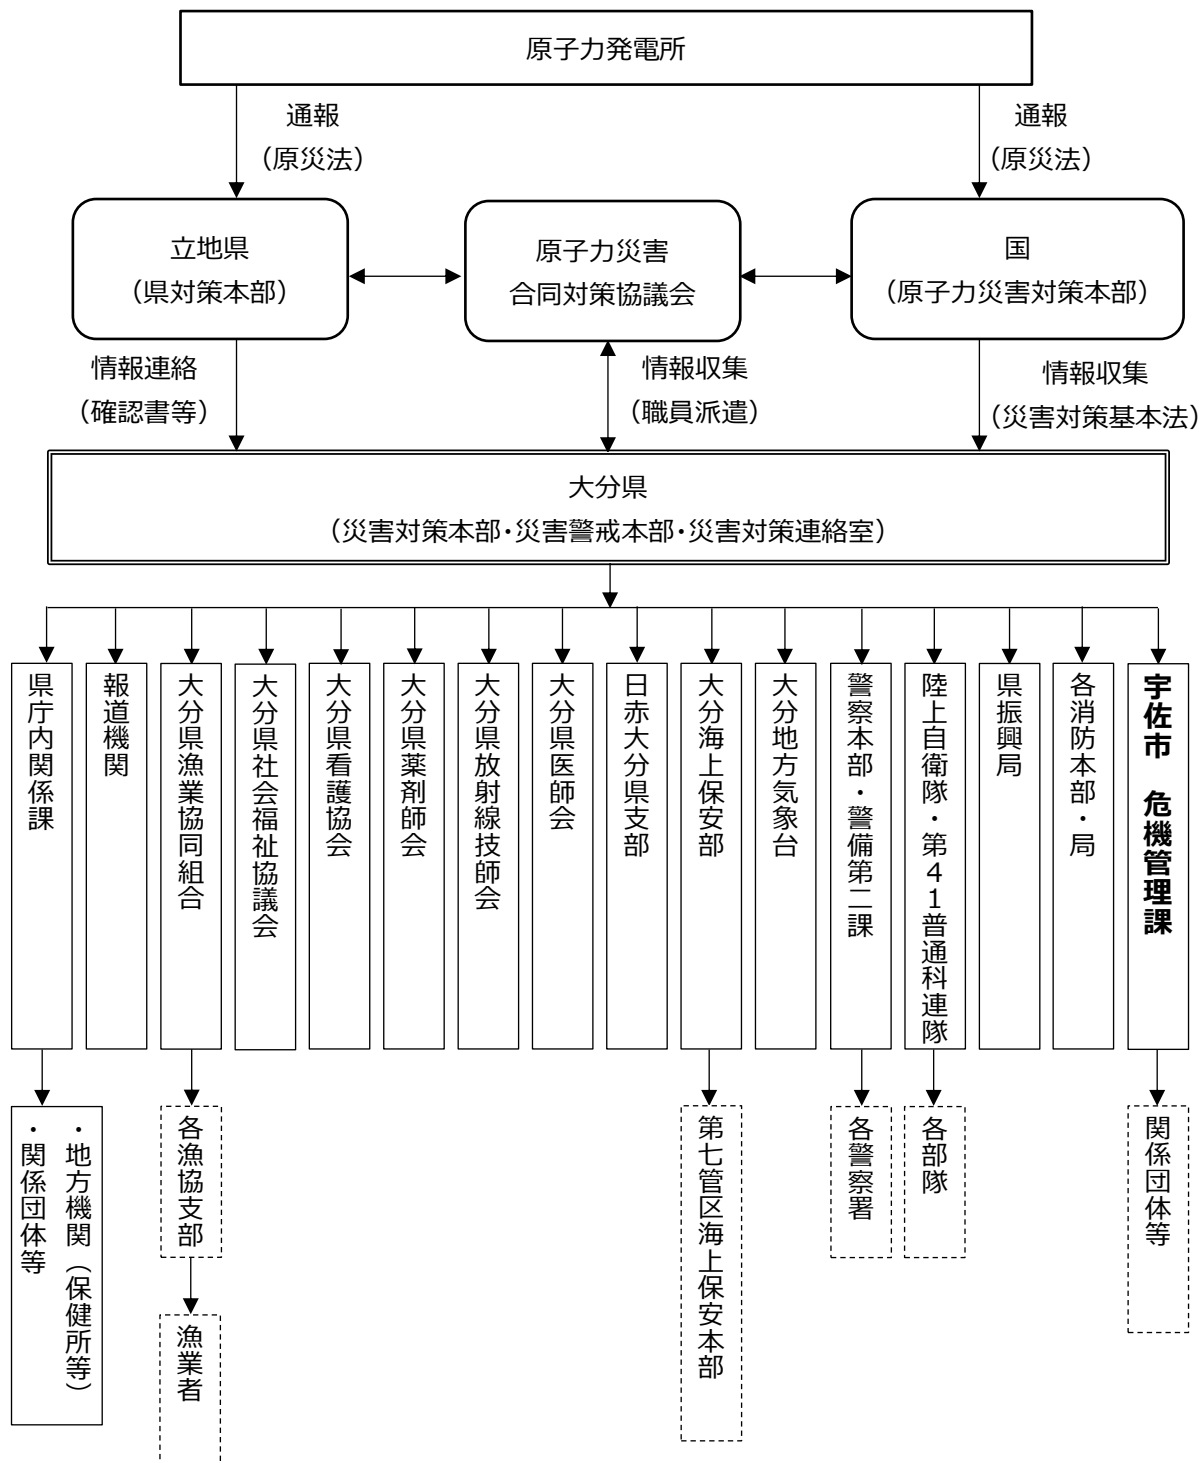 原子力発電所
通報
（原災法）
通報
（原災法）
立地県
（県対策本部）
原子力災害
合同対策協議会
国
（原子力災害対策本部）
情報連絡
（確認書等）
情報収集
（職員派遣）
情報収集
（災害対策基本法）
大分県
（災害対策本部・災害警戒本部・災害対策連絡室）
県庁内関係課
報道機関
大分県漁業協同組合
大分県社会福祉協議会
大分県看護協会
大分県薬剤師会
大分県放射線技師会
大分県医師会
日赤大分県支部
大分海上保安部
大分地方気象台
警察本部・警備第二課
陸上自衛隊・第４１普通科連隊
県振興局
各消防本部・局
宇佐市　危機管理課
・地方機関（保健所等）
・関係団体等
各漁協支部
漁業者
第七管区海上保安本部
各警察署
各部隊
関係団体等